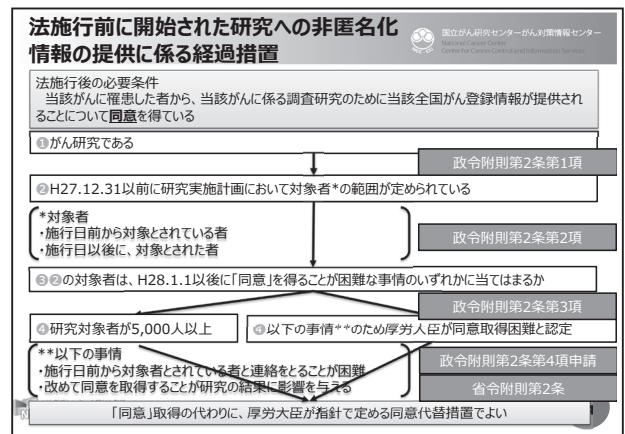 法施行前に開始された研究への非匿名化
情報の提供に係る経過措置
国立がん研究センターがん対策情報センター
National Cancer Center
Center for Cancer Control and Information Services
法施行後の必要条件
当該がんに罹患した者から、当該がんに係る調査研究のために当該全国がん登録情報が提供され
ることについて同意を得ている
❶がん研究である
政令附則第2条第1項
❷H27.12.31以前に研究実施計画において対象者*の範囲が定められている
*対象者
・施行日前から対象とされている者
・施行日以後に、対象とされた者
政令附則第2条第2項
❸❷の対象者は、H28.1.1以後に「同意」を得ることが困難な事情のいずれかに当てはまるか
政令附則第2条第3項
❹研究対象者が5,000人以上
❹以下の事情**のため厚労大臣が同意取得困難と認定
**以下の事情
・施行日前から対象とされている者と連絡をとることが困難
・改めて同意を取得することが研究の結果に影響を与える
政令附則第2条第4項申請
省令附則第2条
「同意」取得の代わりに、厚労大臣が指針で定める同意代替措置でよい